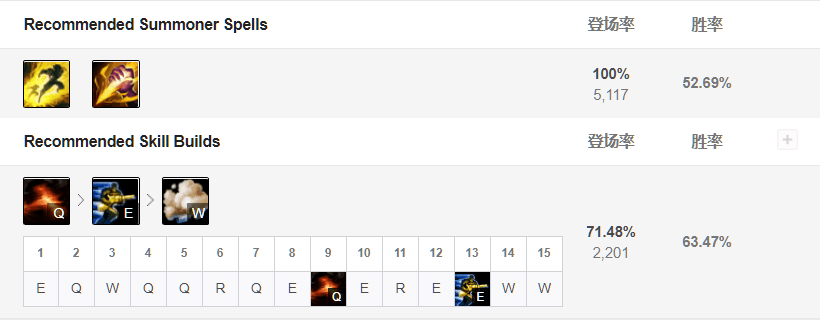 Recommended Summoner Spells 登场率 胜率
100%
5,117
52.69%
Recommended Skill Builds 登场率 胜率
Q E W
71.48%
2,201
63.47%
1 2 3 4 5 6 7 8 9 10 11 12 13 14 15
E Q W Q Q R Q E Q E R E E W W